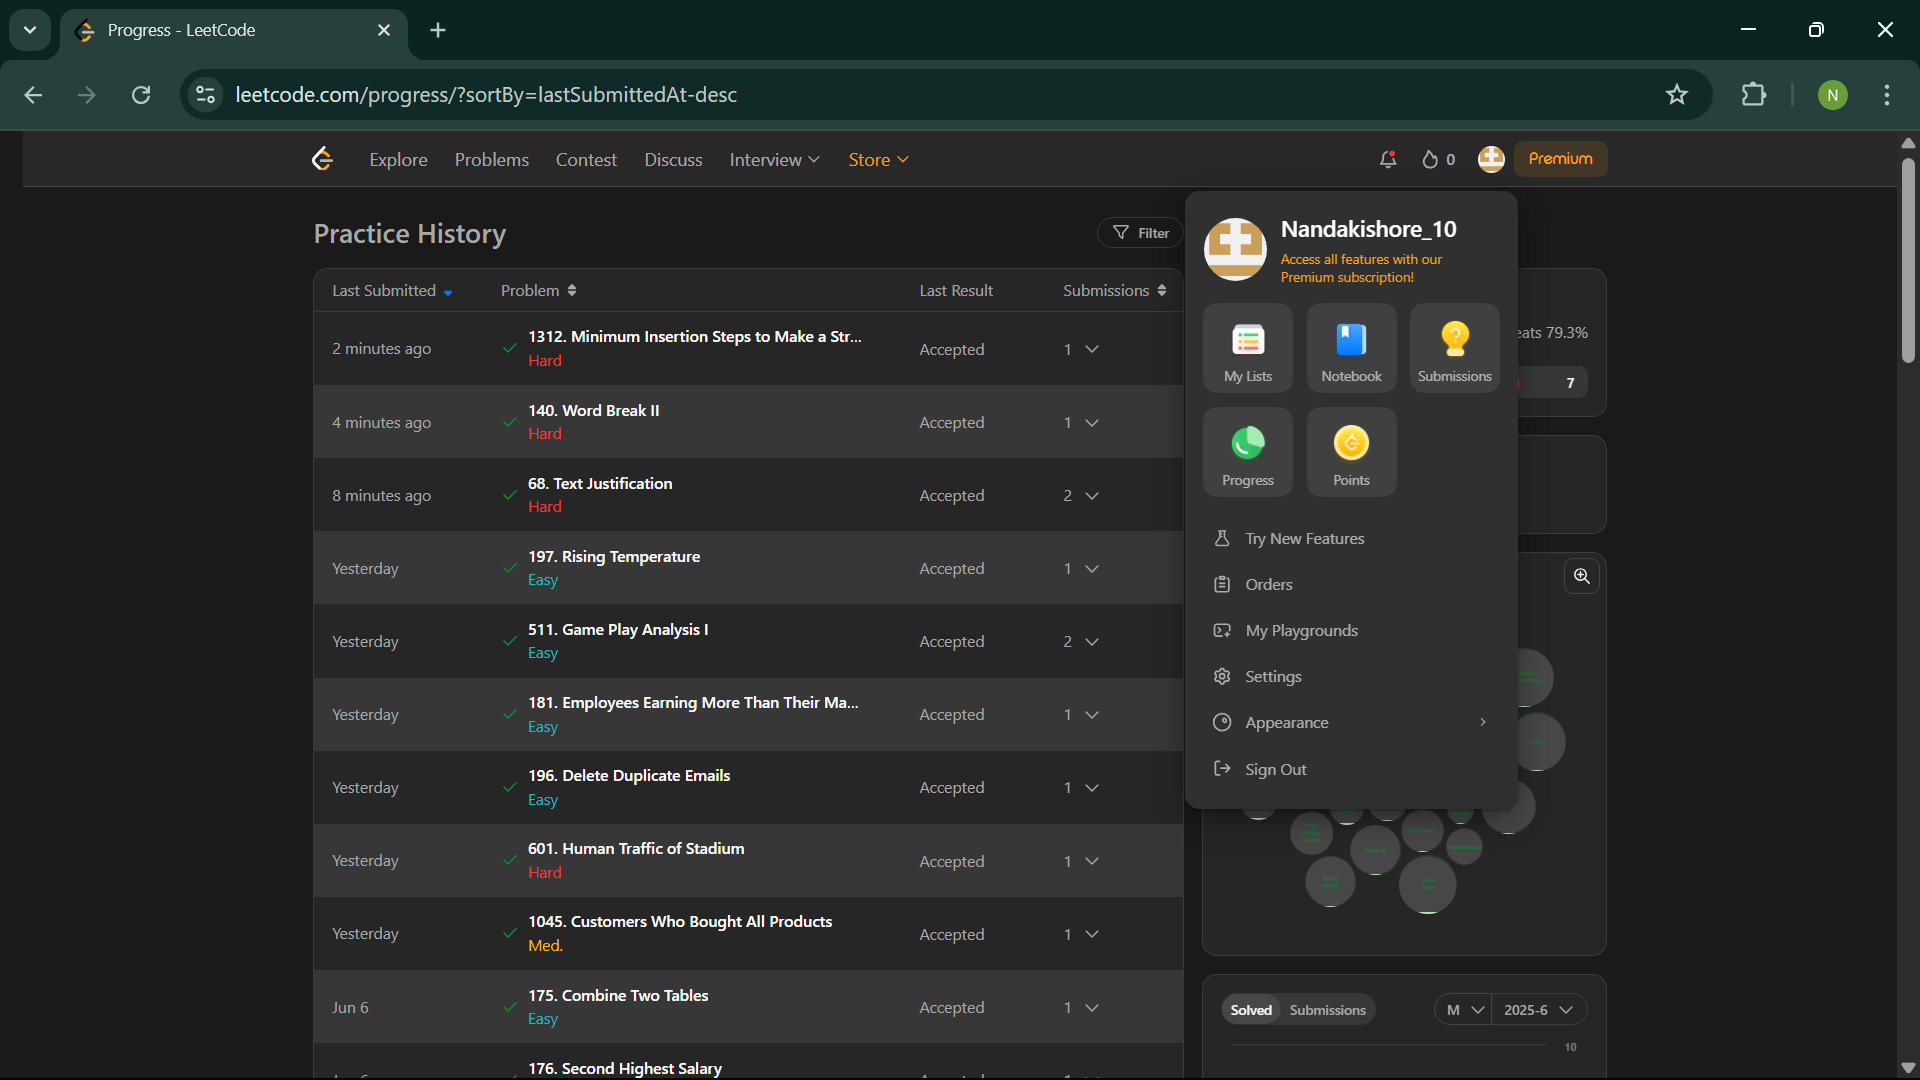 Progress - LeetCode
leetcode.com/progress/?sortBy=lastSubmittedAt-desc
N
Explore Problems Contest Discuss Interview Store 0 Premium
Practice History
Filter
Last Submitted Problem Last Result Submissions
2 minutes ago 1312. Minimum Insertion Steps to Make a Str... Accepted 1
Hard
4 minutes ago 140. Word Break II Accepted 1
Hard
8 minutes ago 68. Text Justification Accepted 2
Hard
Yesterday 197. Rising Temperature Accepted 1
Easy
Yesterday 511. Game Play Analysis I Accepted 2
Easy
Yesterday 181. Employees Earning More Than Their Ma... Accepted 1
Easy
Yesterday 196. Delete Duplicate Emails Accepted 1
Easy
Yesterday 601. Human Traffic of Stadium Accepted 1
Hard
Yesterday 1045. Customers Who Bought All Products Accepted 1
Med.
Jun 6 175. Combine Two Tables Accepted 1
Easy
176. Second Highest Salary
Nandakishore_10
Access all features with our
Premium subscription!
My Lists Notebook Submissions
Progress Points
Try New Features
Orders
My Playgrounds
Settings
Appearance
Sign Out
79.3%
7
Solved Submissions M 2025-6
10